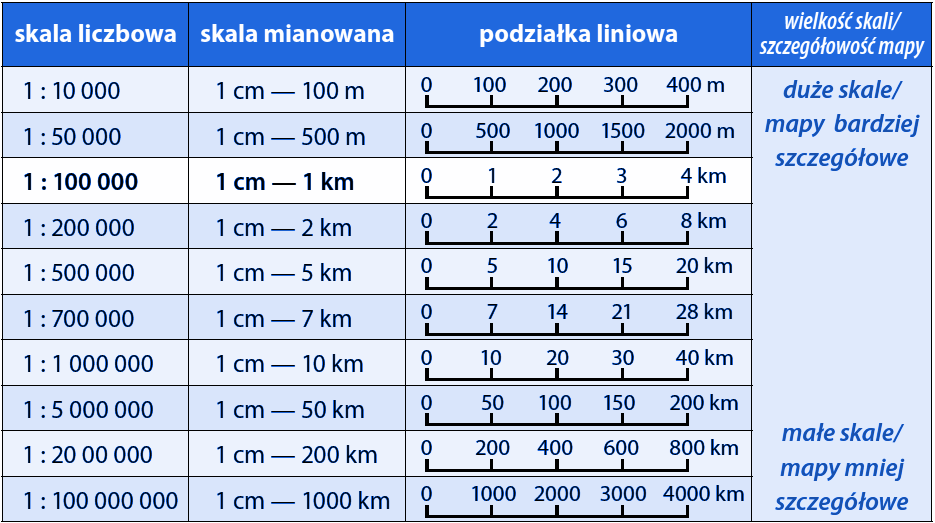 skala liczbowa skala mianowana podziałka liniowa wielkość skali/
szczegółowość mapy
1 : 10 000 1 cm — 100 m 0 100 200 300 400 m
1 : 50 000 1 cm — 500 m 0 500 1000 1500 2000 m
1 : 100 000 1 cm — 1 km 0 1 2 3 4 km
1 : 200 000 1 cm — 2 km 0 2 4 6 8 km
1 : 500 000 1 cm — 5 km 0 5 10 15 20 km
1 : 700 000 1 cm — 7 km 0 7 14 21 28 km
1 : 1 000 000 1 cm — 10 km 0 10 20 30 40 km
1 : 5 000 000 1 cm — 50 km 0 50 100 150 200 km
1 : 20 00 000 1 cm — 200 km 0 200 400 600 800 km
1 : 100 000 000 1 cm — 1000 km 0 1000 2000 3000 4000 km
duże skale/
mapy bardziej
szczegółowe
małe skale/
mapy mniej
szczegółowe